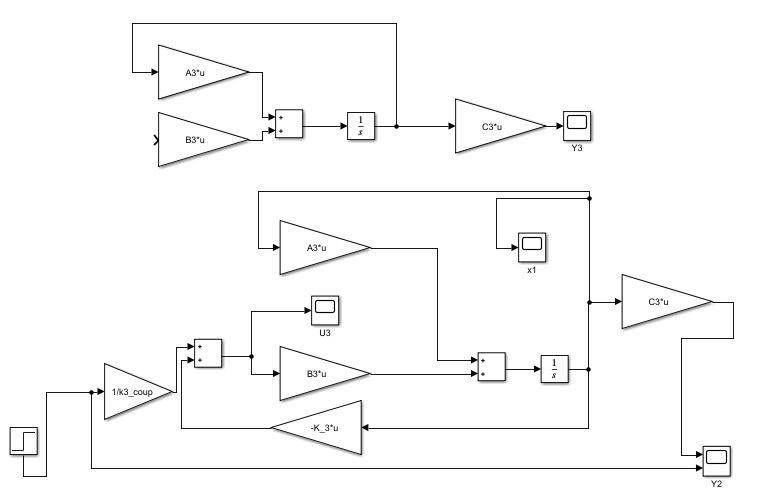 A3*u
B3*u
+
+
1
s
C3*u
Y3
A3*u
x1
C3*u
U3
+
+
B3*u
+
+
1
s
1/k3_coup
-K_3*u
Y2